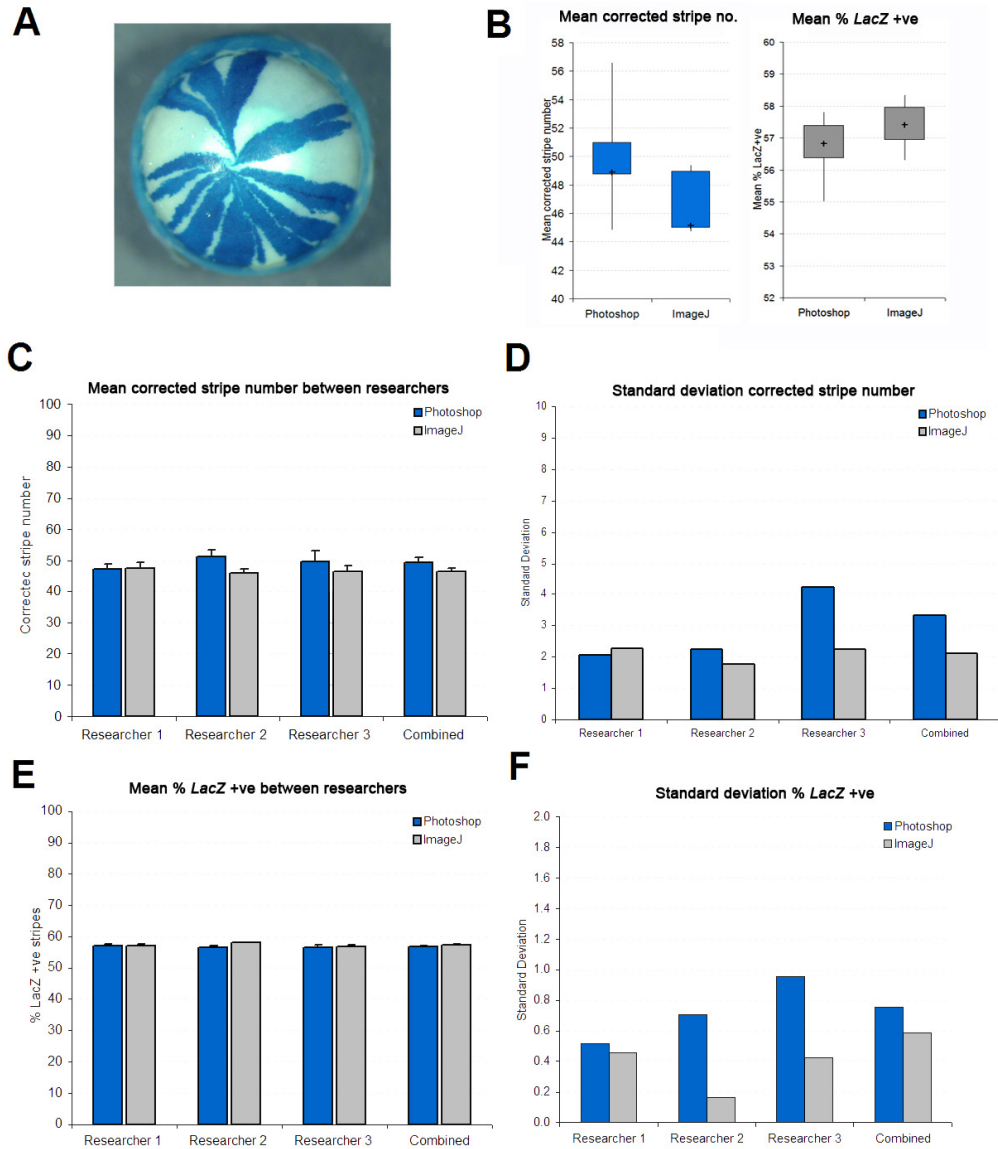 A
B
Mean corrected stripe no.
Mean corrected stripe number
58
56
54
52
50
48
46
44
42
40
Photoshop ImageJ
Mean % LacZ +ve
Mean % LacZ+ve
60
59
58
57
56
55
54
53
52
Photoshop ImageJ
C
Mean corrected stripe number between researchers
Photoshop
ImageJ
Correctec stripe number
100
90
80
70
60
50
40
30
20
10
0
Researcher 1 Researcher 2 Researcher 3 Combined
D
Standard deviation corrected stripe number
Photoshop
ImageJ
Standard Deviation
10
9
8
7
6
5
4
3
2
1
0
Researcher 1 Researcher 2 Researcher 3 Combined
E
Mean % LacZ +ve between researchers
Photoshop
ImageJ
% LacZ +ve stripes
100
90
80
70
60
50
40
30
20
10
0
Researcher 1 Researcher 2 Researcher 3 Combined
F
Standard deviation % LacZ +ve
Photoshop
ImageJ
Standard Deviation
2.0
1.8
1.6
1.4
1.2
1.0
0.8
0.6
0.4
0.2
0.0
Researcher 1 Researcher 2 Researcher 3 Combined